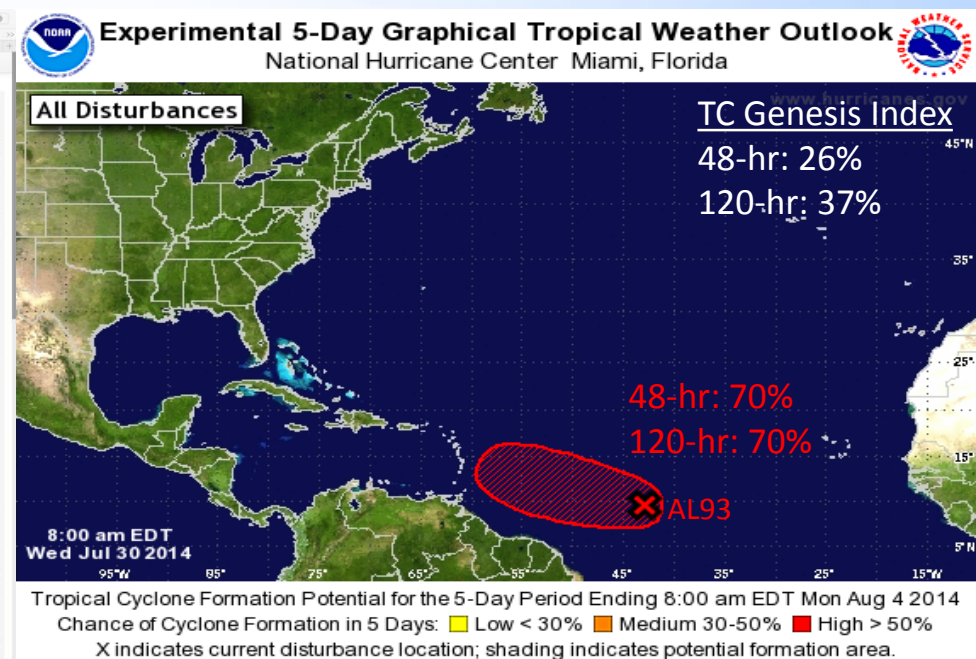 NOAA
Experimental 5-Day Graphical Tropical Weather Outlook
National Hurricane Center Miami, Florida
All Disturbances
www.hurricanes.gov
TC Genesis Index
48-hr: 26%
120-hr: 37%
45°N
35°
25°
48-hr: 70%
120-hr: 70%
15°
AL93
8:00 am EDT
Wed Jul 30 2014
5°N
95°W 85° 75° 65° 55° 45° 35° 25° 15°W
Tropical Cyclone Formation Potential for the 5-Day Period Ending 8:00 am EDT Mon Aug 4 2014
Chance of Cyclone Formation in 5 Days: Low < 30% Medium 30-50% High > 50%
X indicates current disturbance location; shading indicates potential formation area.